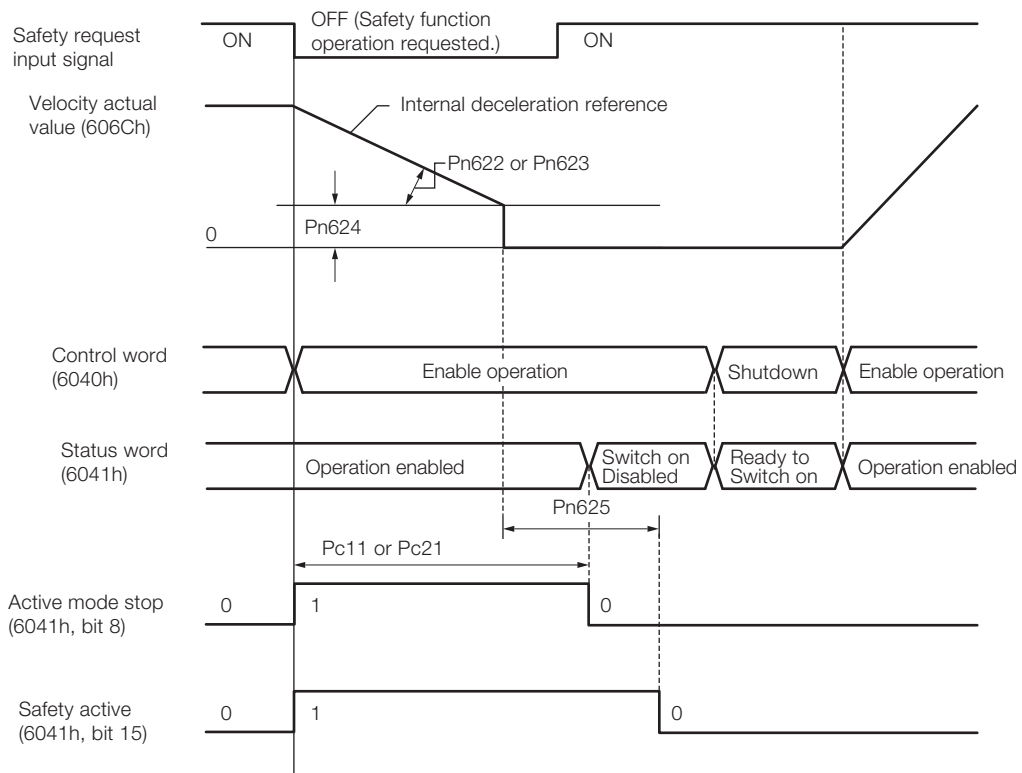 Safety request
input signal
ON
OFF (Safety function
operation requested.)
ON
Velocity actual
value (606Ch)
Internal deceleration reference
Pn622 or Pn623
Pn624
0
Control word
(6040h)
Enable operation
Shutdown
Enable operation
Status word
(6041h)
Operation enabled
Switch on
Disabled
Ready to
Switch on
Operation enabled
Pn625
Pc11 or Pc21
Active mode stop
(6041h, bit 8)
0
1
0
Safety active
(6041h, bit 15)
0
1
0